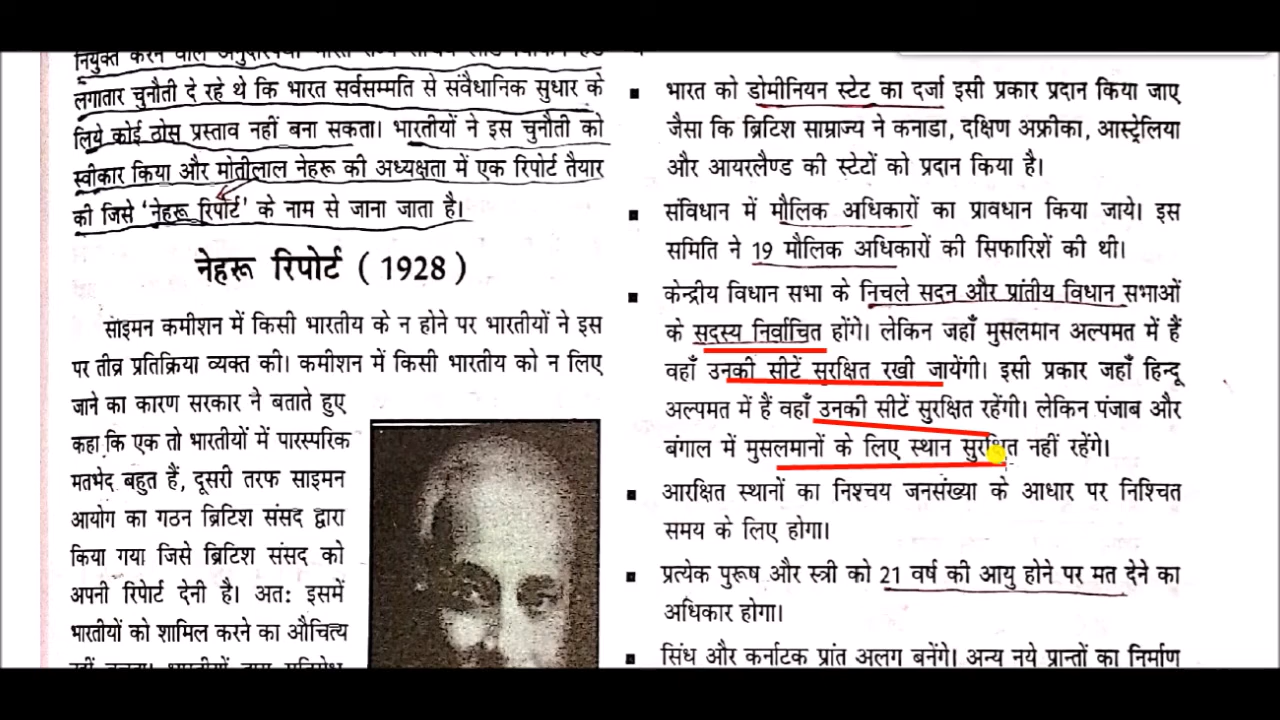 लगातार चुनौती दे रहे थे कि भारत सर्वसम्मति से संवैधानिक सुधार के
लिये कोई ठोस प्रस्ताव नहीं बना सकता। भारतीयों ने इस चुनौती को
स्वीकार किया और मोतीलाल नेहरू की अध्यक्षता में एक रिपोर्ट तैयार
की जिसे ‘नेहरू रिपोर्ट’ के नाम से जाना जाता है।
नेहरू रिपोर्ट ( 1928 )
साइमन कमीशन में किसी भारतीय के न होने पर भारतीयों ने इस
पर तीव्र प्रतिक्रिया व्यक्त की। कमीशन में किसी भारतीय को न लिए
जाने का कारण सरकार ने बताते हुए
कहा कि एक तो भारतीयों में पारस्परिक
मतभेद बहुत हैं, दूसरी तरफ साइमन
आयोग का गठन ब्रिटिश संसद द्वारा
किया गया जिसे ब्रिटिश संसद को
अपनी रिपोर्ट देनी है। अतः इसमें
भारतीयों को शामिल करने का औचित्य
भारत को डोमीनियन स्टेट का दर्जा इसी प्रकार प्रदान किया जाए
जैसा कि ब्रिटिश साम्राज्य ने कनाडा, दक्षिण अफ्रीका, आस्ट्रेलिया
और आयरलैण्ड की स्टेटों को प्रदान किया है।
संविधान में मौलिक अधिकारों का प्रावधान किया जाये। इस
समिति ने 19 मौलिक अधिकारों की सिफारिशें की थी।
केन्द्रीय विधान सभा के निचले सदन और प्रांतीय विधान सभाओं
के सदस्य निर्वाचित होंगे। लेकिन जहाँ मुसलमान अल्पमत में हैं
वहाँ उनकी सीटें सुरक्षित रखी जायेंगी। इसी प्रकार जहाँ हिन्दू
अल्पमत में हैं वहाँ उनकी सीटें सुरक्षित रहेंगी। लेकिन पंजाब और
बंगाल में मुसलमानों के लिए स्थान सुरक्षित नहीं रहेंगे।
आरक्षित स्थानों का निश्चय जनसंख्या के आधार पर निश्चित
समय के लिए होगा।
प्रत्येक पुरूष और स्त्री को 21 वर्ष की आयु होने पर मत देने का
अधिकार होगा।
सिंध और कर्नाटक प्रांत अलग बनेंगे। अन्य नये प्रान्तों का निर्माण